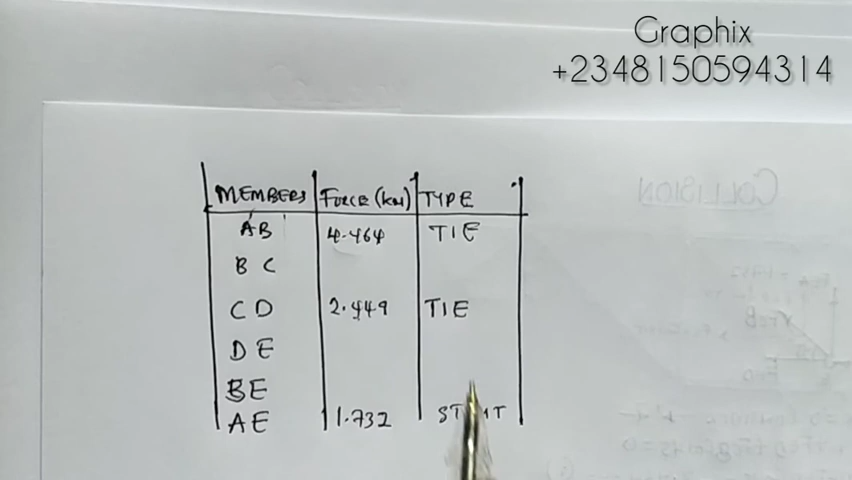 Graphix
+2348150594314
COLLISION
MEMBERS FORCE (KN) TYPE
AB 4.464 TIE
BC
CD 2.449 TIE
DE
BE
AE 1.732